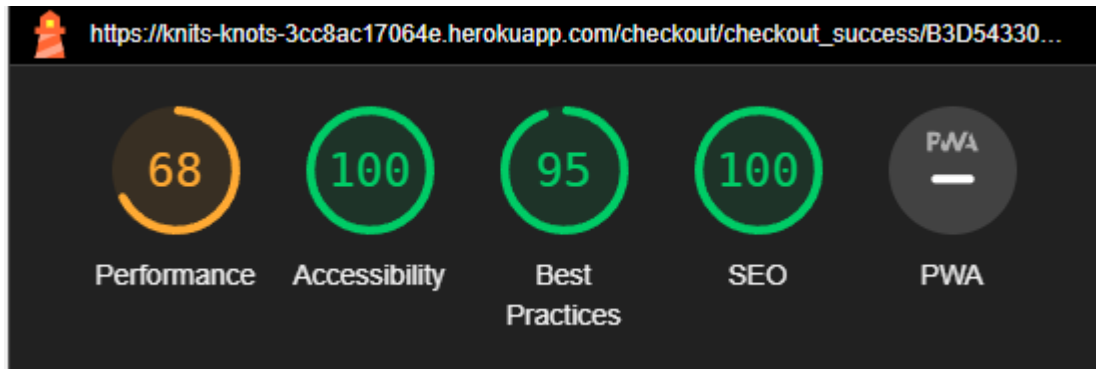 https://knits-knots-3cc8ac17064e.herokuapp.com/checkout/checkout_success/B3D54330…
68 100 95 100 PWA
Performance Accessibility Best Practices SEO PWA